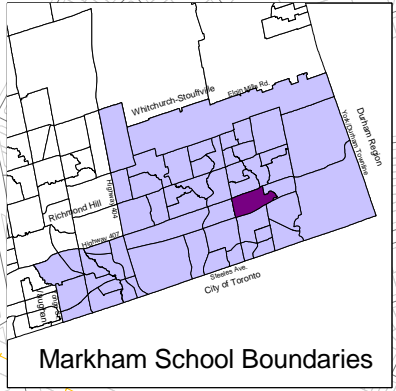 Whitchurch-Stouffville
Elgin Mills Rd.
Durham Region
York/Durham Townline
Highway 404
Richmond Hill
Highway 407
Steeles Ave.
City of Toronto
Markham School Boundaries